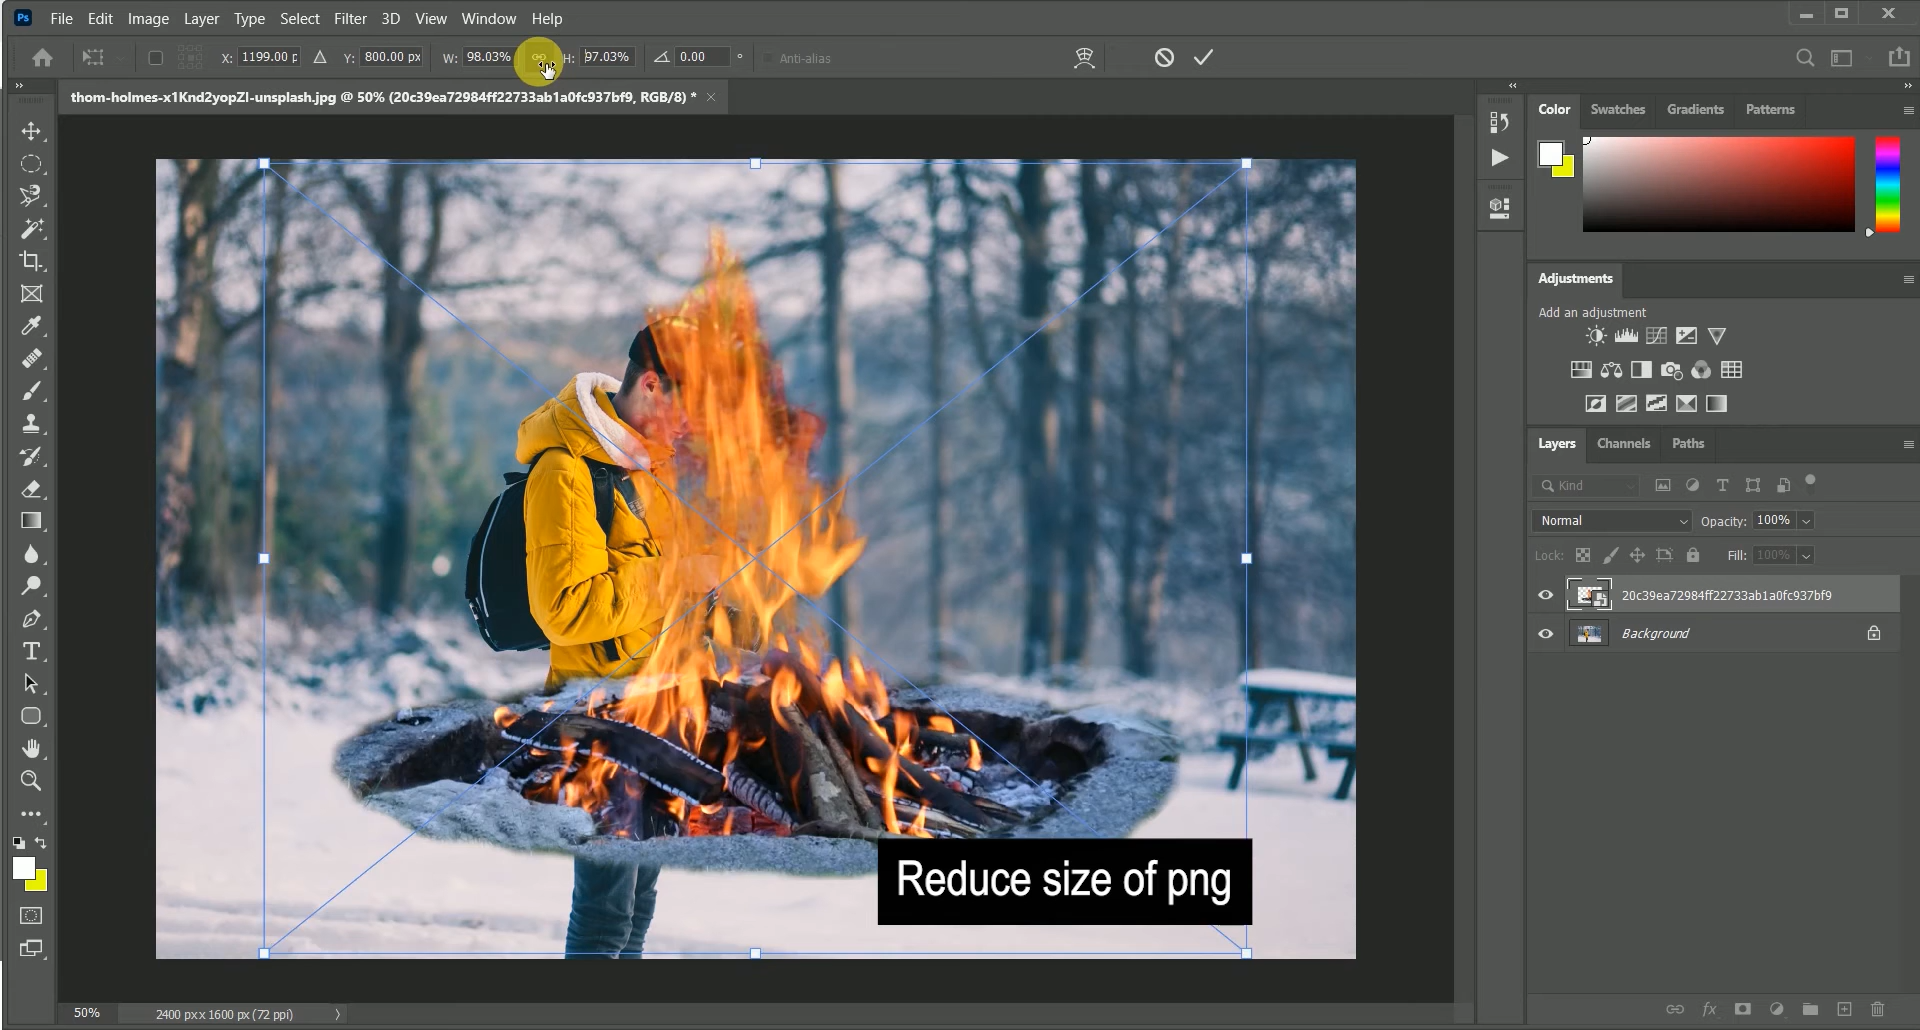 Ps File Edit Image Layer Type Select Filter 3D View Window Help
X: 1199.00 p Y: 800.00 px W: 98.03% H: 97.03% 0.00 ° Anti-alias
thom-holmes-x1Knd2yopZI-unsplash.jpg @ 50% (20c39ea72984ff22733ab1a0fc937bf9, RGB/8) *
Color Swatches Gradients Patterns
Adjustments
Add an adjustment
Layers Channels Paths
Kind
Normal Opacity: 100%
Lock: Fill: 100%
20c39ea72984ff22733ab1a0fc937bf9
Background
fx
Reduce size of png
50% 2400 px x 1600 px (72 ppi)